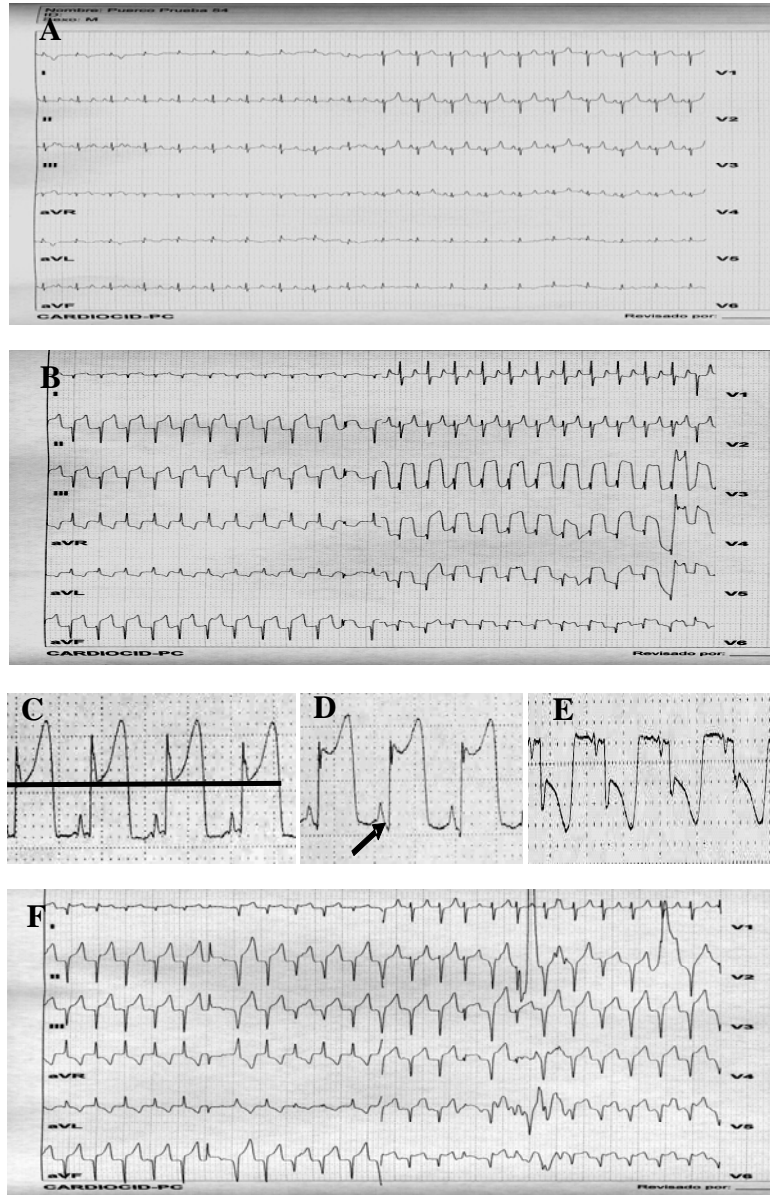 A
Nombre: Puerco Prueba 54
ID:
Sexo: M
I
V1
II
V2
III
V3
aVR
V4
aVL
V5
aVF
V6
CARDIOCID-PC
Revisado por:
B
I
V1
II
V2
III
V3
aVR
V4
aVL
V5
aVF
V6
CARDIOCID-PC
Revisado por:
C
D
E
F
I
V1
II
V2
III
V3
aVR
V4
aVL
V5
aVF
V6
CARDIOCID-PC
Revisado por: